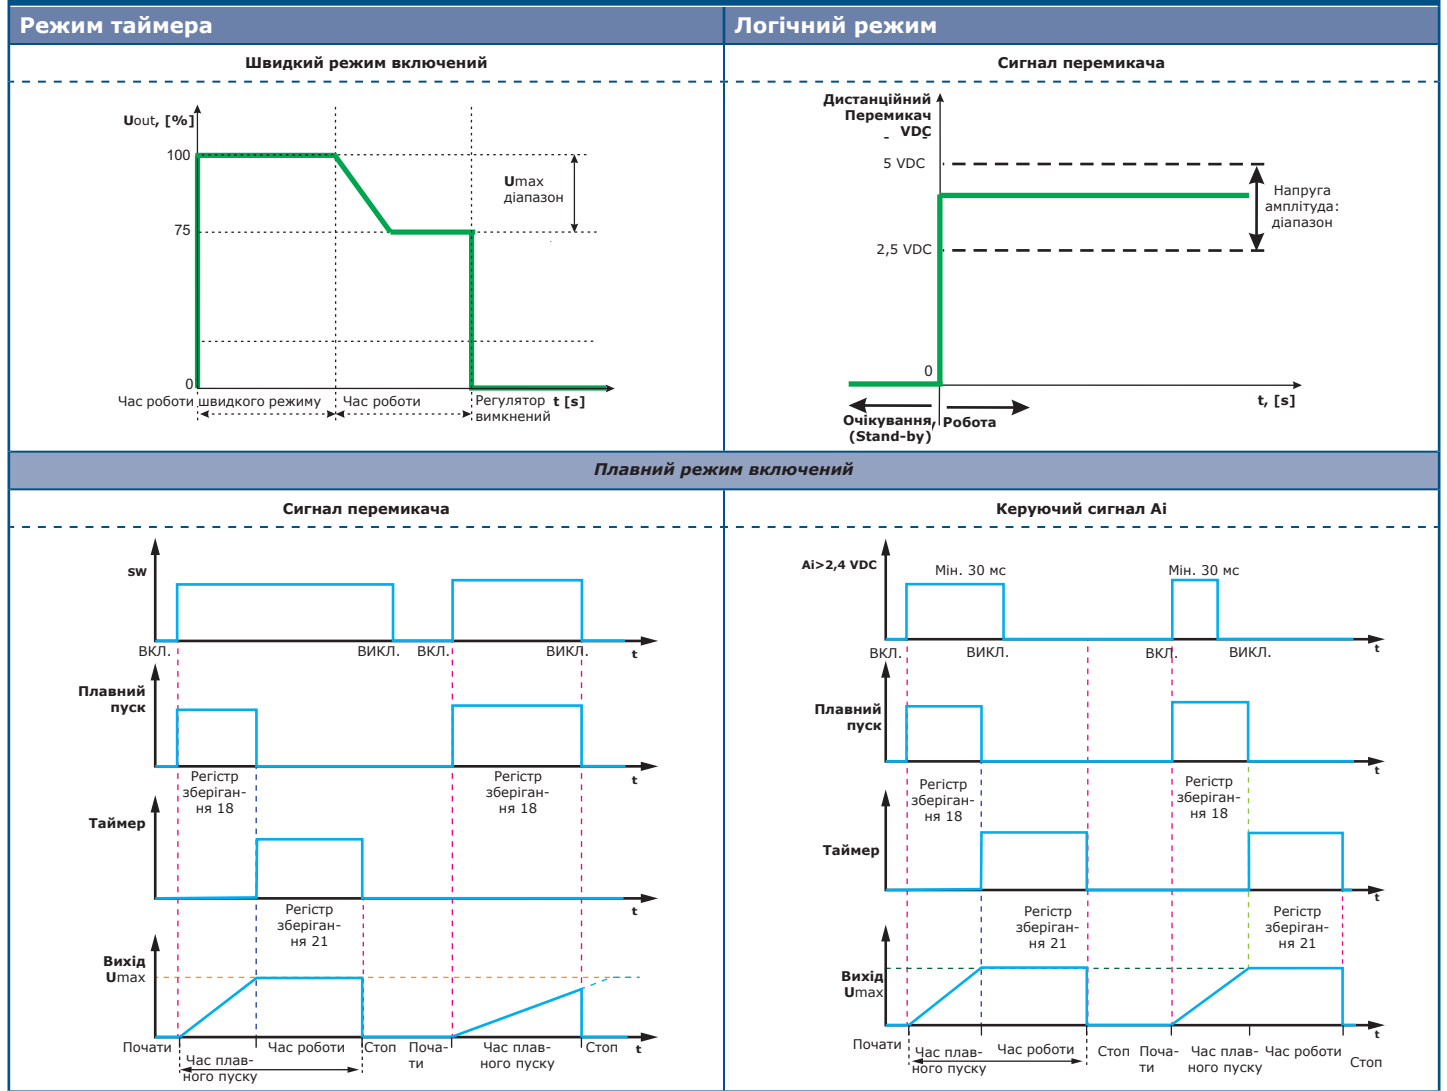 Режим таймера
Логічний режим
Швидкий режим включений
Сигнал перемикача
Uout, [%]
100
75
0
Umax
діапазон
Час роботи швидкого режиму
Час роботи
Регулятор
вимкнений
t [s]
Дистанційний
Перемикач
VDC
- -
5 VDC
2,5 VDC
0
Напруга
амплітуда:
діапазон
t, [s]
Очікування,
(Stand-by)
Робота
Плавний режим включений
Сигнал перемикача
Керуючий сигнал Ai
sw
ВКЛ.
ВИКЛ.
ВКЛ.
ВИКЛ.
t
Плавний
пуск
t
Регістр
зберіган-
ня 18
Регістр
зберіган-
ня 18
Таймер
t
Регістр
зберіган-
ня 21
Вихід
Umax
Почати
Час плав-
ного пуску
Час роботи
Стоп
Поча-
ти
Час плав-
ного пуску
Стоп
t
Ai>2,4 VDC
Мін. 30 мс
Мін. 30 мс
ВКЛ.
ВИКЛ.
ВКЛ.
ВИКЛ.
t
Плавний
пуск
t
Регістр
зберіган-
ня 18
Регістр
зберіган-
ня 18
Таймер
t
Регістр
зберіган-
ня 21
Регістр
зберіган-
ня 21
Вихід
Umax
Почати
Час плав-
ного пуску
Час роботи
Стоп
Поча-
ти
Час плав-
ного пуску
Час роботи
Стоп
t